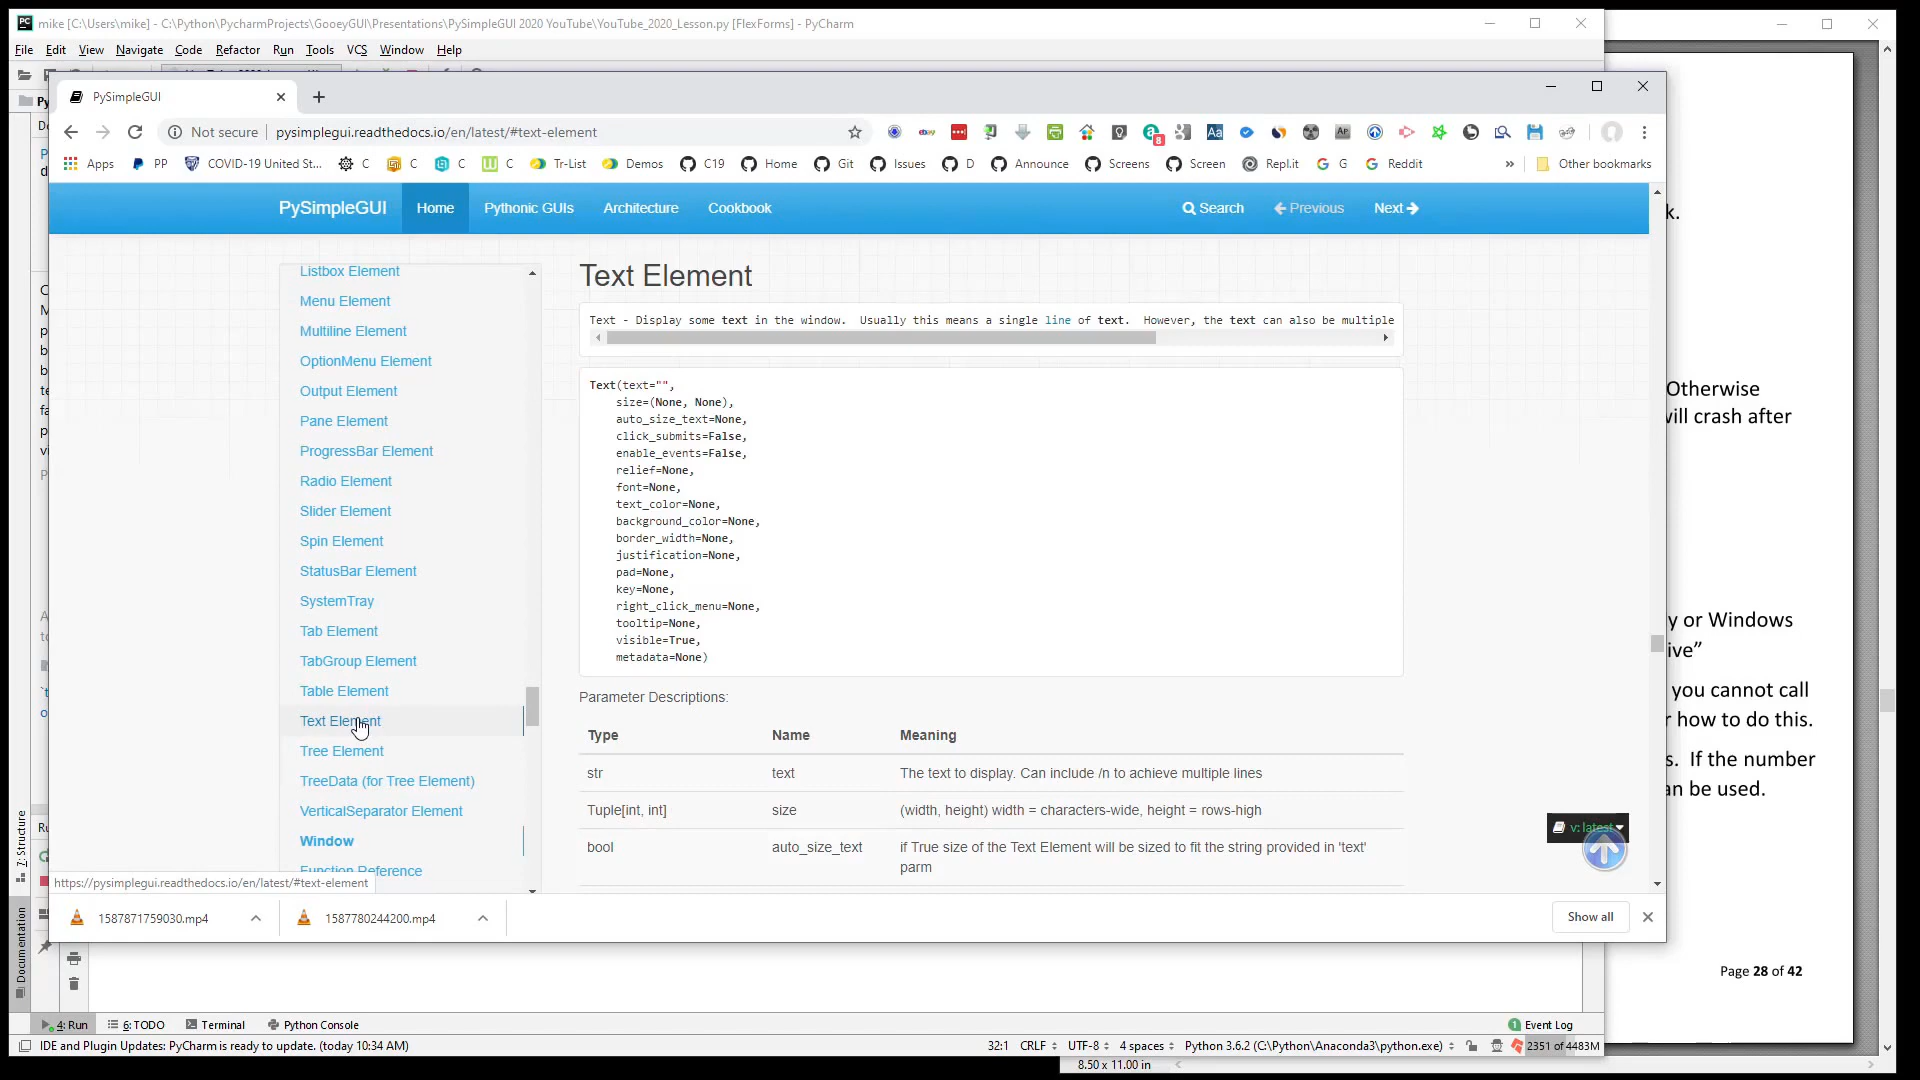 mike [C:\Users\mike] - C:\Python\PycharmProjects\GooeyGUI\Presentations\PySimpleGUI 2020 YouTube\YouTube_2020_Lesson.py [FlexForms] - PyCharm
File Edit View Navigate Code Refactor Run Tools VCS Window Help
PySimpleGUI
Not secure | pysimplegui.readthedocs.io/en/latest/#text-element
Apps PP COVID-19 United St... C C C C Tr-List Demos C19 Home Git Issues D Announce Screens Screen Repl.it G Reddit » Other bookmarks
PySimpleGUI Home Pythonic GUIs Architecture Cookbook Search Previous Next
Listbox Element
Menu Element
Multiline Element
OptionMenu Element
Output Element
Pane Element
ProgressBar Element
Radio Element
Slider Element
Spin Element
StatusBar Element
SystemTray
Tab Element
TabGroup Element
Table Element
Text Element
Tree Element
TreeData (for Tree Element)
VerticalSeparator Element
Window
Function Reference
https://pysimplegui.readthedocs.io/en/latest/#text-element
Text Element
Text - Display some text in the window. Usually this means a single line of text. However, the text can also be multiple
Text(text="",
size=(None, None),
auto_size_text=None,
click_submits=False,
enable_events=False,
relief=None,
font=None,
text_color=None,
background_color=None,
border_width=None,
justification=None,
pad=None,
key=None,
right_click_menu=None,
tooltip=None,
visible=True,
metadata=None)
Parameter Descriptions:
Type Name Meaning
str text The text to display. Can include /n to achieve multiple lines
Tuple[int, int] size (width, height) width = characters-wide, height = rows-high
bool auto_size_text if True size of the Text Element will be sized to fit the string provided in 'text'
parm
v: latest
k.
Otherwise
will crash after
y or Windows
ive”
you cannot call
r how to do this.
s. If the number
an be used.
Page 28 of 42
1587871759030.mp4 1587780244200.mp4 Show all
7: Structure
Documentation
4: Run 6: TODO Terminal Python Console 1 Event Log
IDE and Plugin Updates: PyCharm is ready to update. (today 10:34 AM) 32:1 CRLF UTF-8 4 spaces Python 3.6.2 (C:\Python\Anaconda3\python.exe) 2351 of 4483M
8.50 x 11.00 in